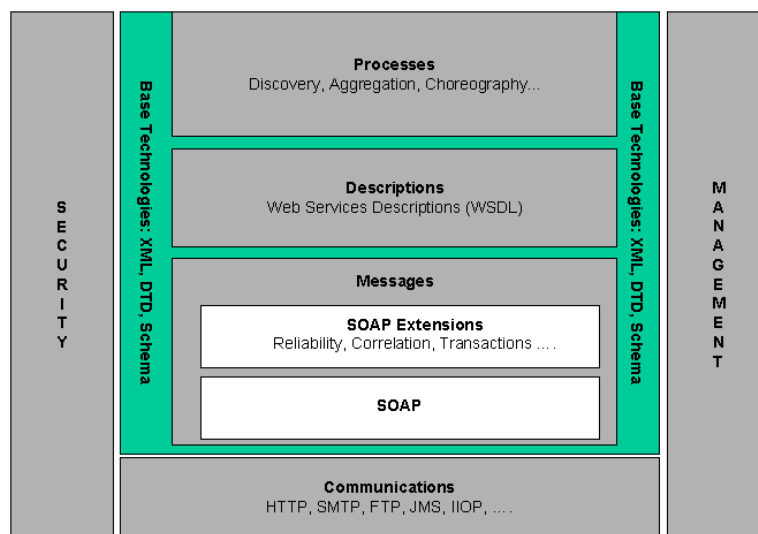 SECURITY
Base Technologies: XML, DTD, Schema
Processes
Discovery, Aggregation, Choreography...
Descriptions
Web Services Descriptions (WSDL)
Messages
SOAP Extensions
Reliability, Correlation, Transactions ....
SOAP
Base Technologies: XML, DTD, Schema
MANAGEMENT
Communications
HTTP, SMTP, FTP, JMS, IIOP, ....